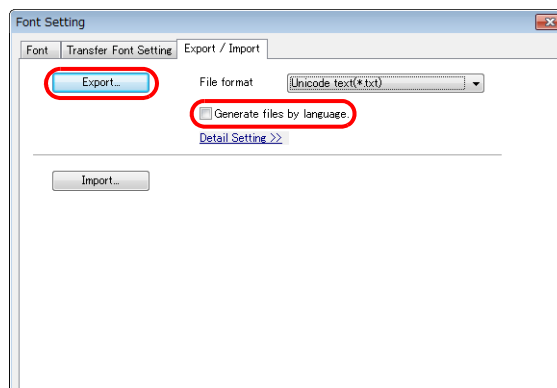 Font Setting
Font Transfer Font Setting Export / Import
Export... File format Unicode text(*.txt)
Generate files by language.
Detail Setting >>
Import...